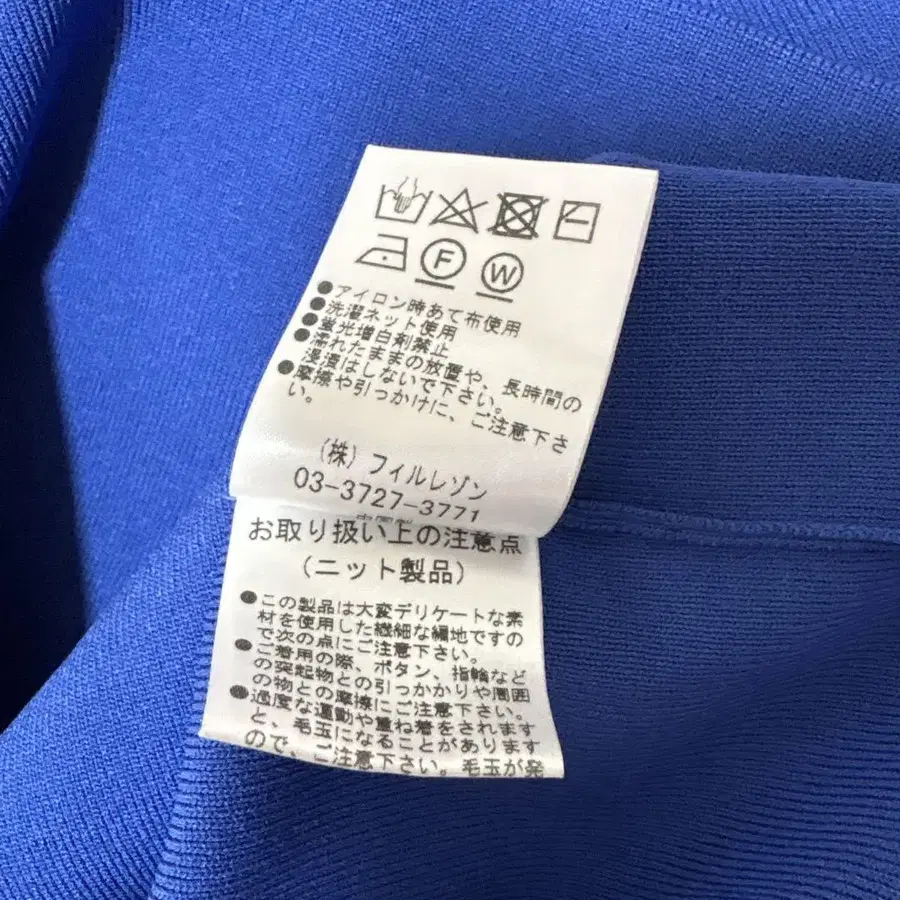 F
W
●アイロン時あて布使用
●洗濯ネット使用
●蛍光増白剤禁止
●濡れたままの放置や、長時間の
浸漬はしないで下さい。
●摩擦や引っかけに、ご注意下さ
い。
(株)フィルレゾン
03-3727-3771
お取り扱い上の注意点
(ニット製品)
●この製品は大変デリケートな素
材を使用した繊細な編地ですの
で次の点にご注意下さい。
●ご着用の際、ボタン、指輪など
の突起物との引っかかりや周囲
の物との摩擦にご注意下さい。
●過度な運動や重ね着をされます
と、毛玉になることがあります
ので、ご注意下さい。毛玉が発